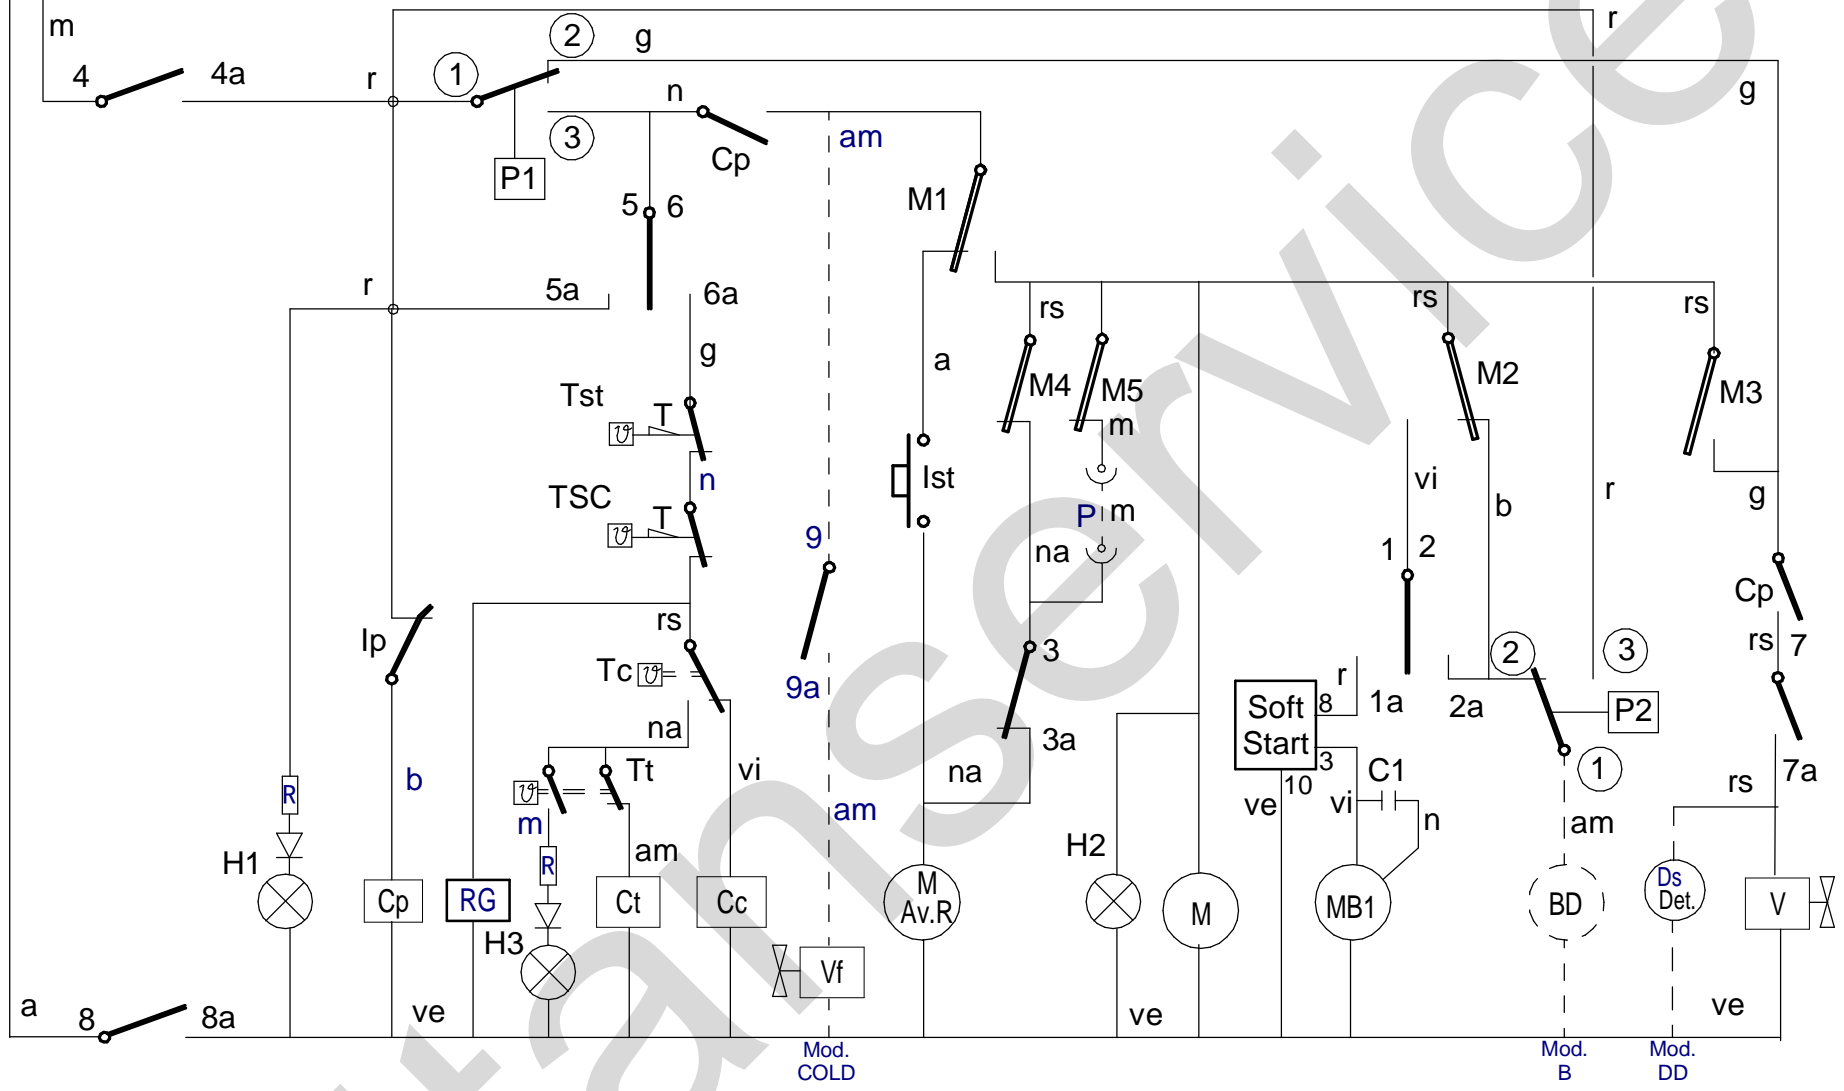 m
r
2
g
4
4a
r
1
g
n
3
am
Cp
P1
5
6
M1
r
5a
6a
rs
rs
rs
g
a
M4
M5
M2
M3
Tst
T
ϑ
m
n
TSC
T
ϑ
Ist
vi
b
r
g
P
m
9
na
1
2
Cp
Ip
rs
rs
7
Tc
ϑ
3
2
3
9a
r
Soft
Start
8
3
10
1a
2a
P2
na
3a
Tt
vi
na
C1
1
7a
b
ϑ
ve
vi
n
rs
R
m
am
am
H1
R
am
H2
Cp
RG
Ct
Cc
M
Av.R
M
MB1
BD
Ds
Det.
V
H3
Vf
a
8
8a
ve
ve
ve
Mod.
COLD
Mod.
B
Mod.
DD
anservice